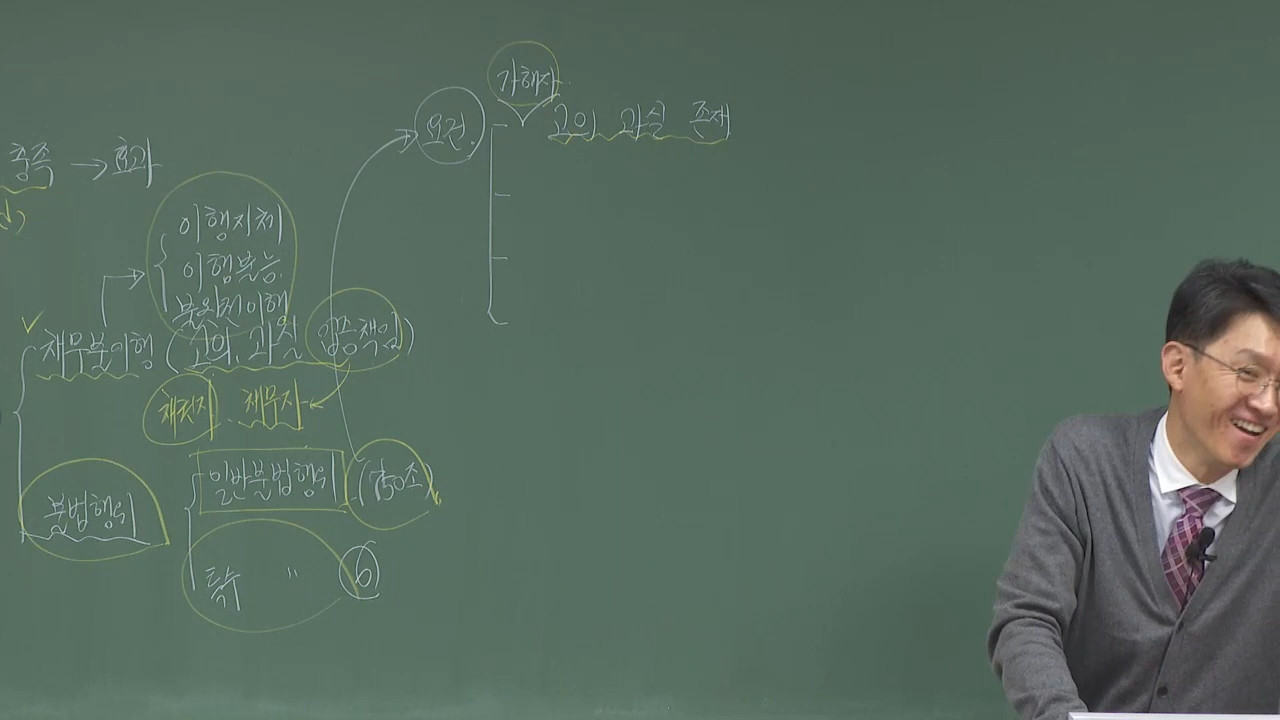 가해자
요건
고의 과실 존재
충족 → 효과
이행지체
이행불능
불완전이행
채무불이행 (고의, 과실 입증책임)
채권자, 채무자
일반불법행위 (750조)
불법행위
특수 〃 ⑥